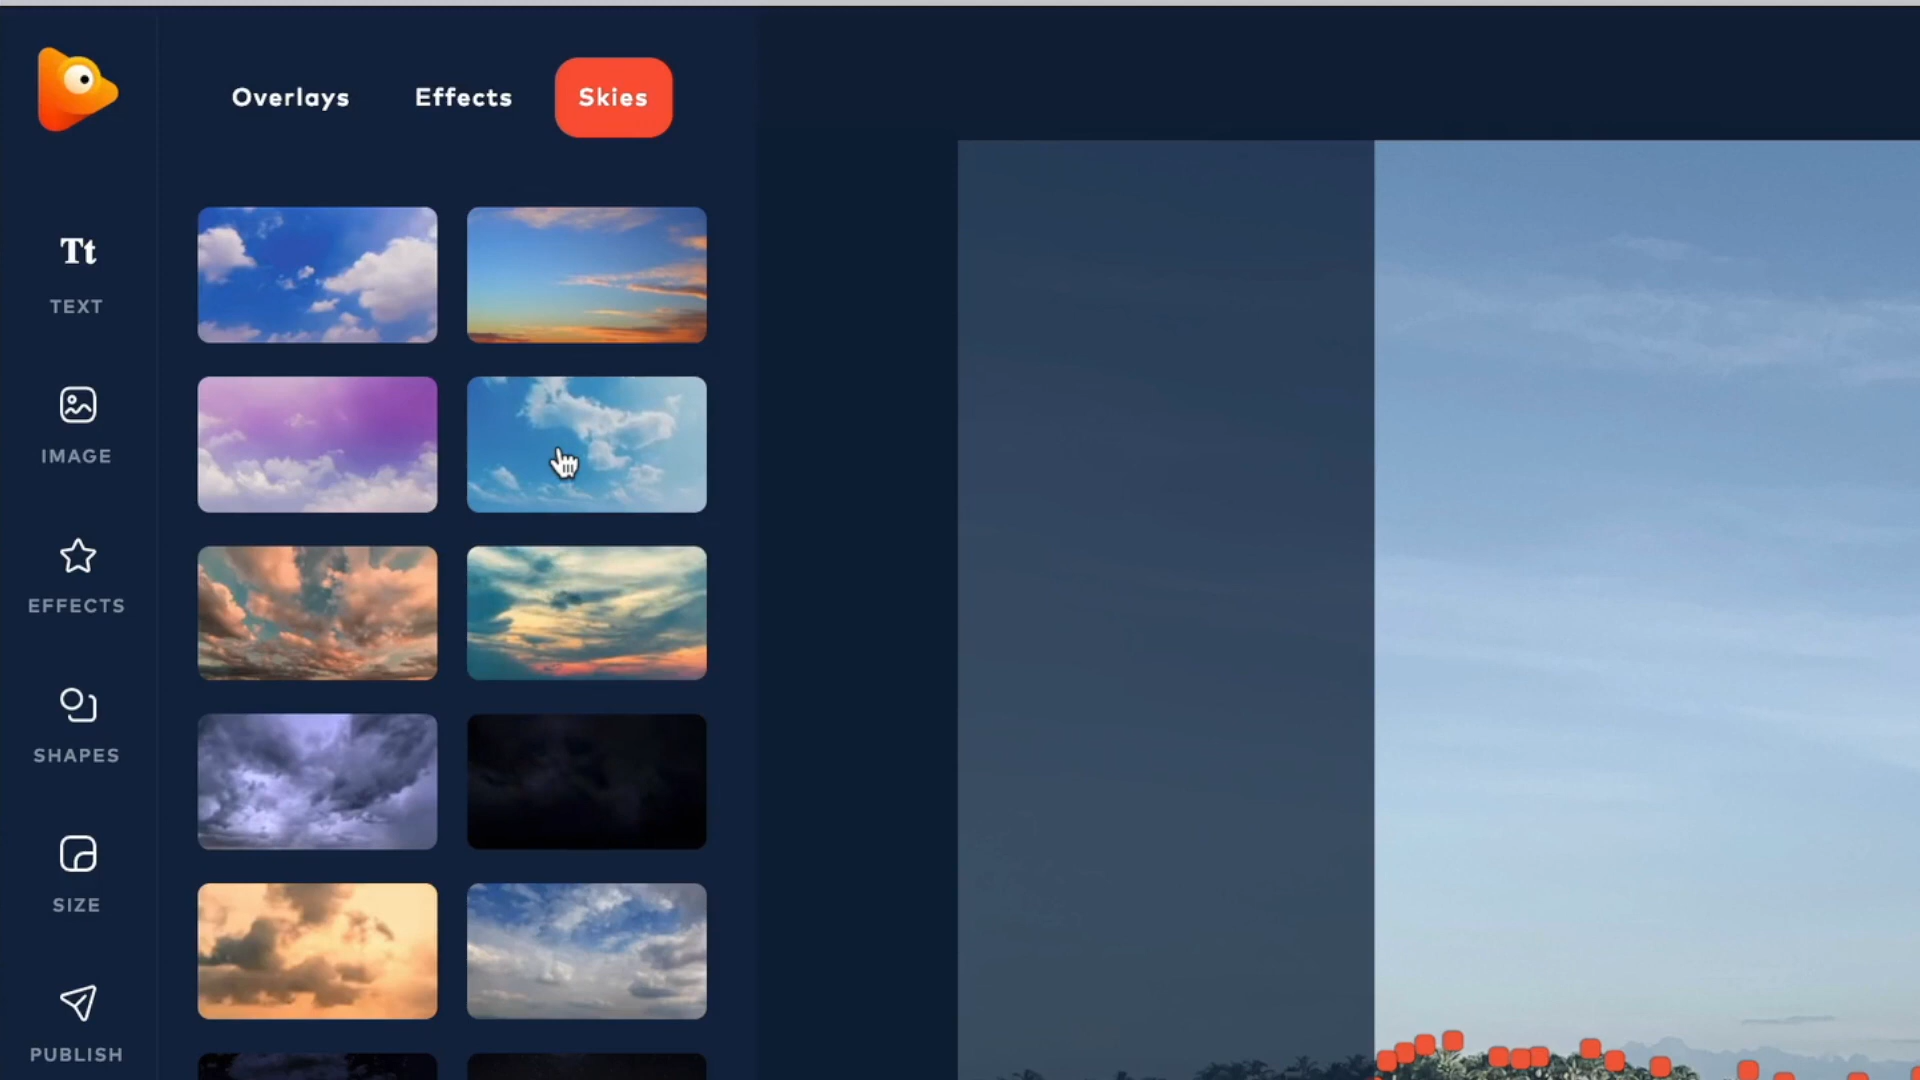 Overlays Effects Skies
Tt
TEXT
IMAGE
EFFECTS
SHAPES
SIZE
PUBLISH